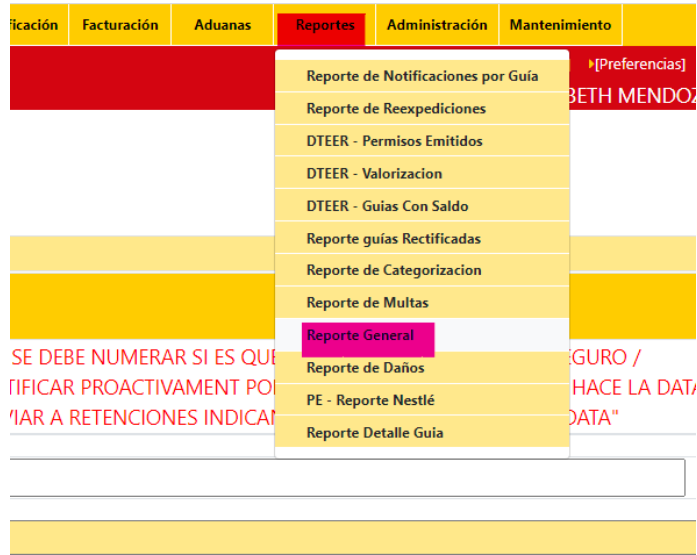 ificación Facturación Aduanas Reportes Administración Mantenimiento
[Preferencias]
BETH MENDOZ
Reporte de Notificaciones por Guía
Reporte de Reexpediciones
DTEER - Permisos Emitidos
DTEER - Valorizacion
DTEER - Guias Con Saldo
Reporte guías Rectificadas
Reporte de Categorizacion
Reporte de Multas
Reporte General
Reporte de Daños
PE - Reporte Nestlé
Reporte Detalle Guia
SE DEBE NUMERAR SI ES QUE EGURO /
TIFICAR PROACTIVAMENT PO HACE LA DATA
IAR A RETENCIONES INDICAN DATA"